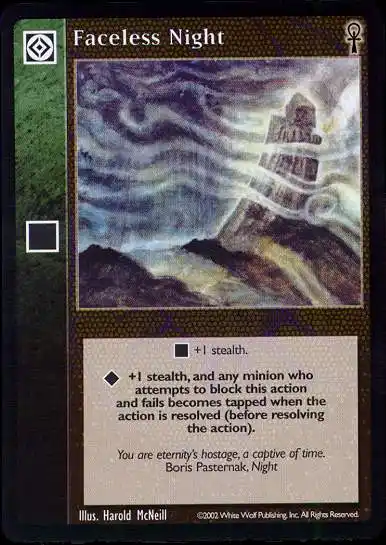 Faceless Night
+1 stealth.
+1 stealth, and any minion who
attempts to block this action
and fails becomes tapped when the
action is resolved (before resolving
the action).
You are eternity's hostage, a captive of time.
Boris Pasternak, Night
Illus. Harold McNeill
©2002 White Wolf Publishing, Inc. All Rights Reserved.